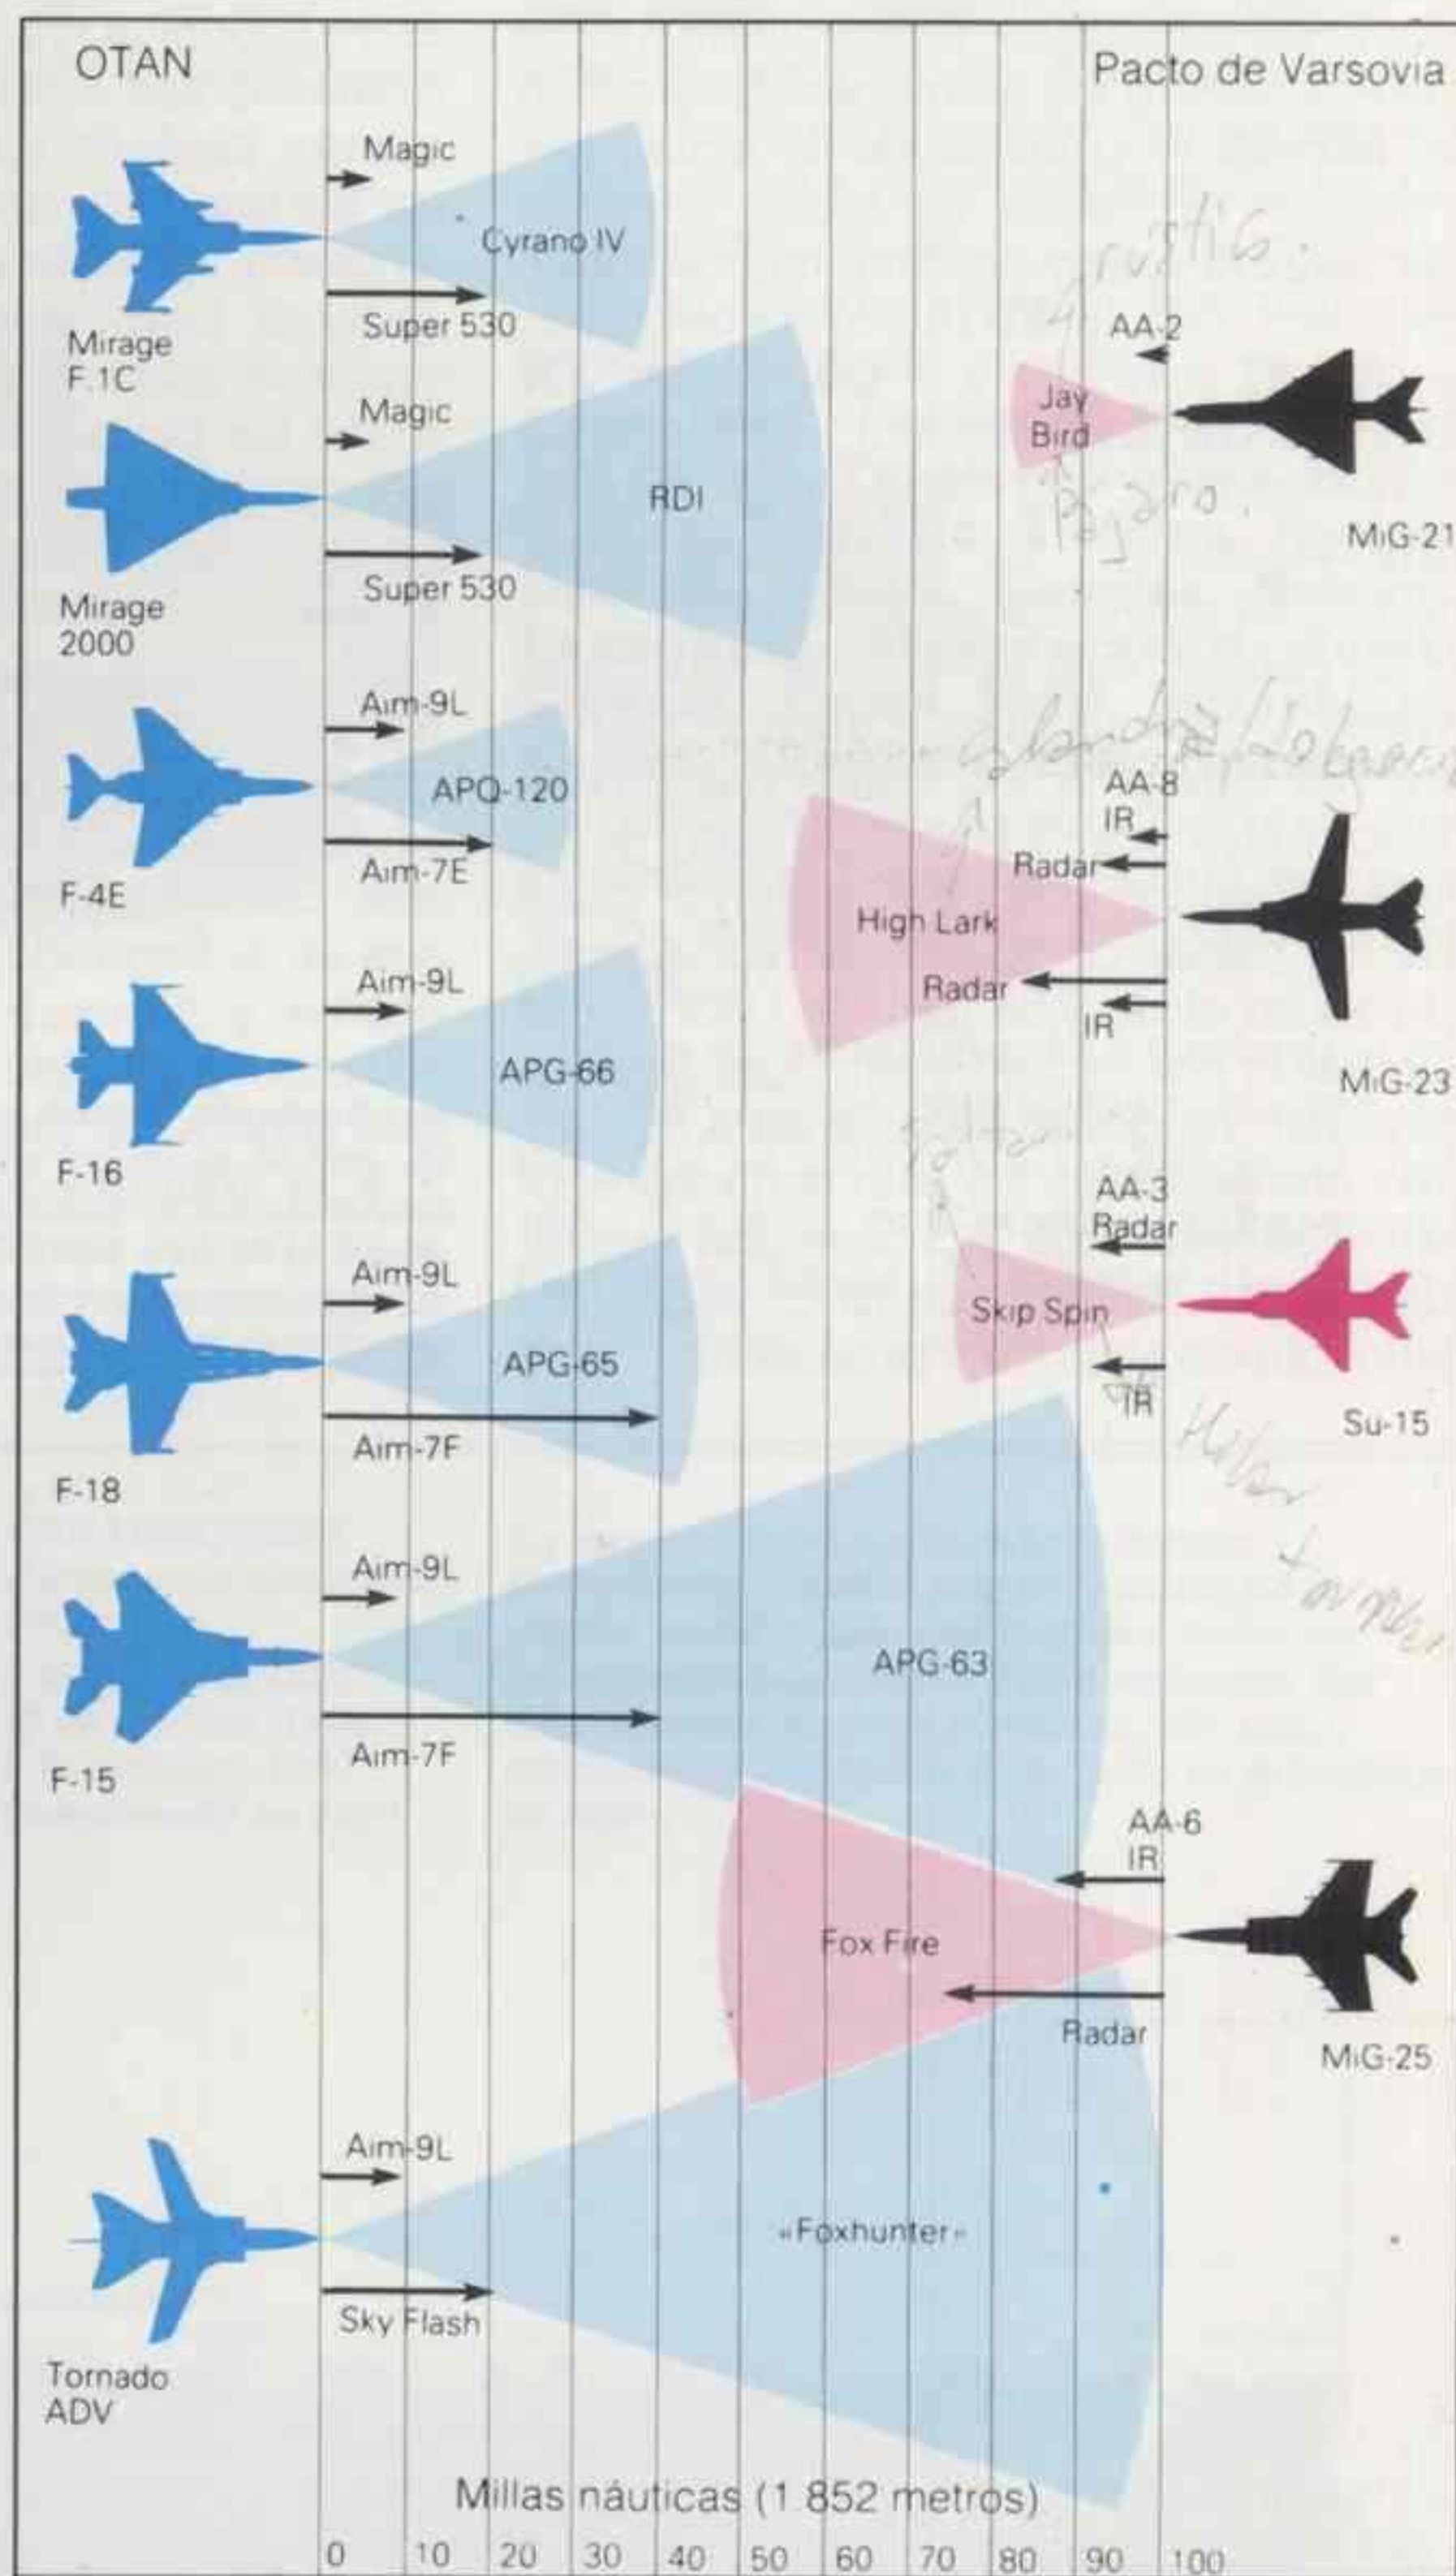 OTAN
Pacto de Varsovia
Magic
Cyrano IV
Super 530
Mirage
F.1C
AA-2
Jay
Bird
Pájaro.
MiG-21
Magic
RDI
Super 530
Mirage
2000
Aim-9L
APQ-120
Aim-7E
F-4E
AA-8
IR
Radar
High Lark
Radar
IR
MiG-23
Aim-9L
APG-66
F-16
AA-3
Radar
Skip Spin
IR
Su-15
Aim-9L
APG-65
Aim-7F
F-18
Aim-9L
APG-63
Aim-7F
F-15
AA-6
IR
Fox Fire
Radar
MiG-25
Aim-9L
«Foxhunter»
Sky Flash
Tornado
ADV
Millas náuticas (1.852 metros)
0 10 20 30 40 50 60 70 80 90 100